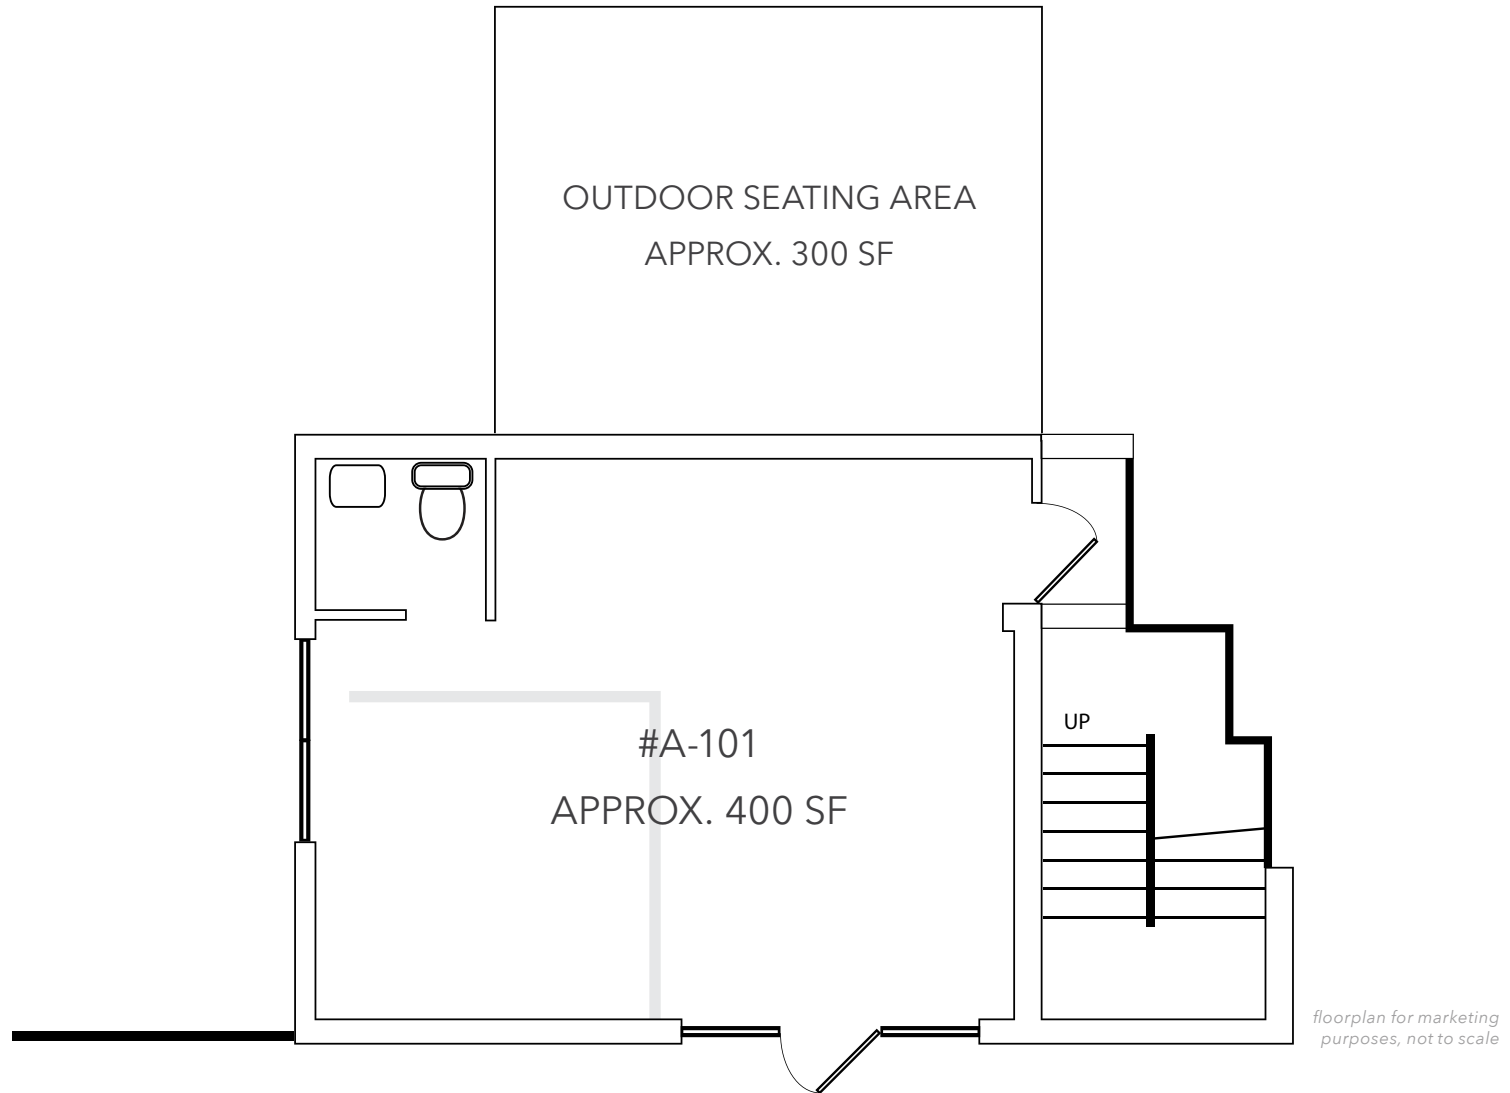 OUTDOOR SEATING AREA
APPROX. 300 SF
UP
#A-101
APPROX. 400 SF
floorplan for marketing
purposes, not to scale